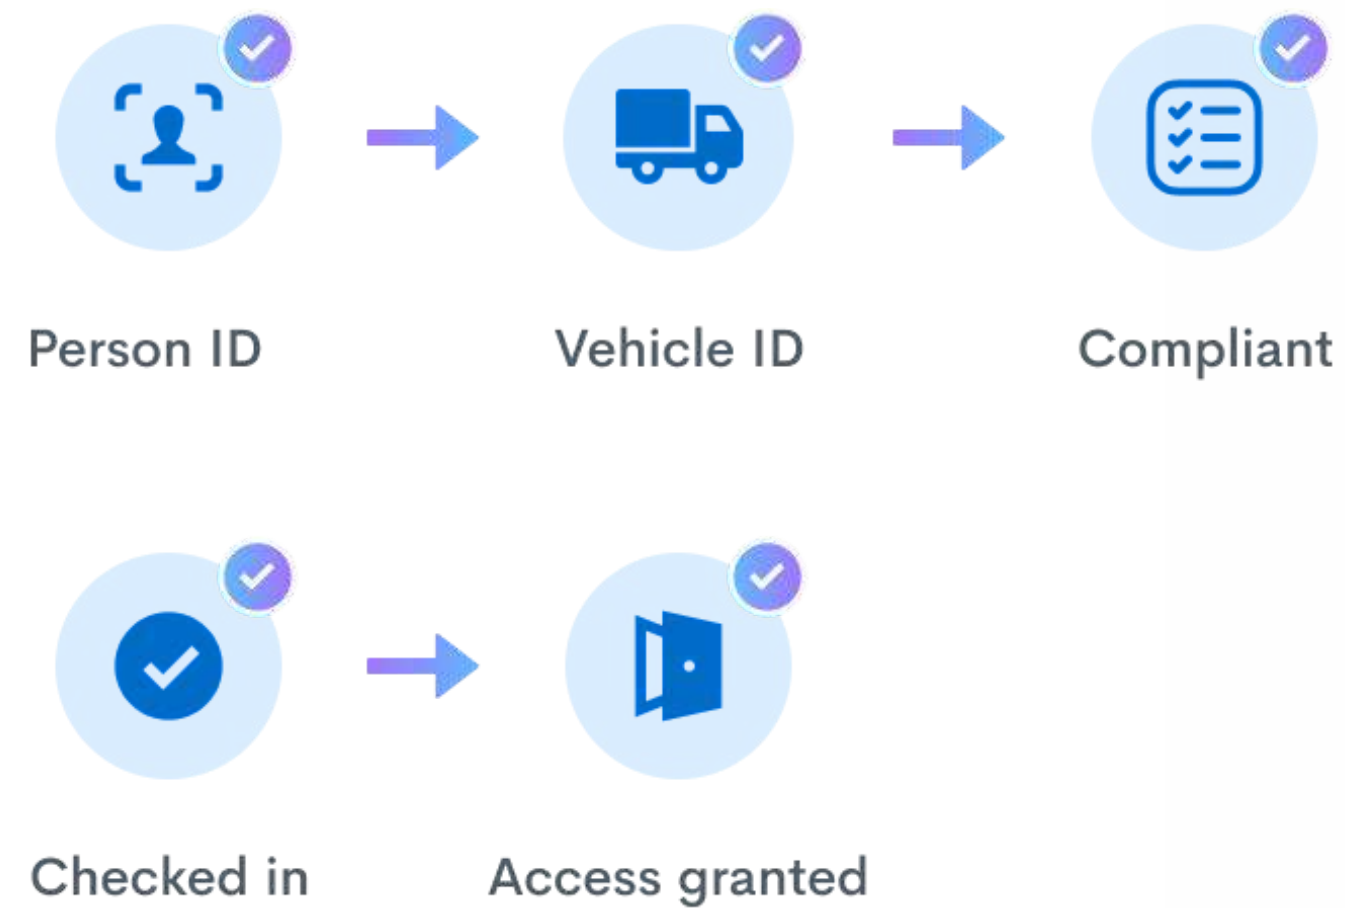 Person ID
Vehicle ID
Compliant
Checked in
Access granted